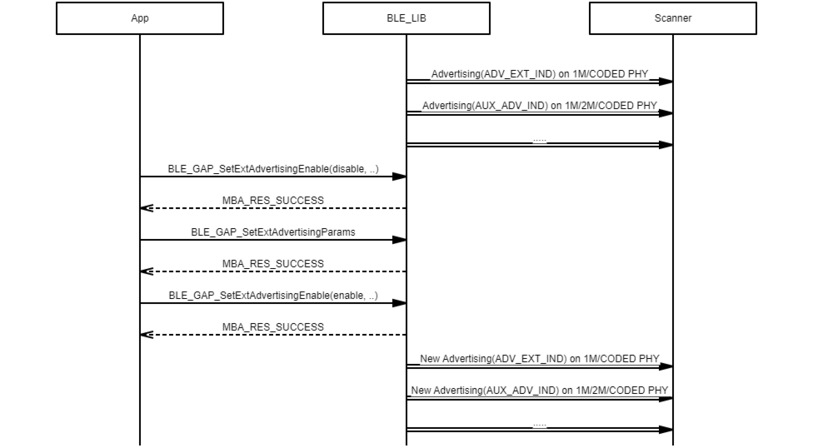 App
BLE_LIB
Scanner
Advertising(ADV_EXT_IND) on 1M/CODED PHY
Advertising(AUX_ADV_IND) on 1M/2M/CODED PHY
.....
BLE_GAP_SetExtAdvertisingEnable(disable, ..)
MBA_RES_SUCCESS
BLE_GAP_SetExtAdvertisingParams
MBA_RES_SUCCESS
BLE_GAP_SetExtAdvertisingEnable(enable, ..)
MBA_RES_SUCCESS
New Advertising(ADV_EXT_IND) on 1M/CODED PHY
New Advertising(AUX_ADV_IND) on 1M/2M/CODED PHY
.....